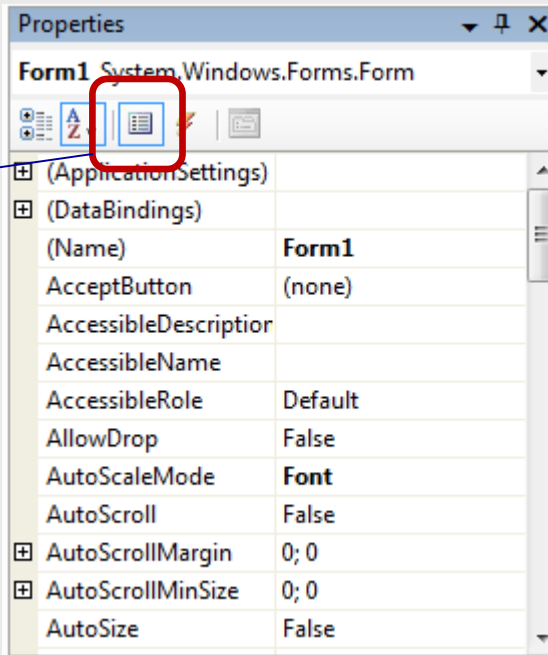 Properties
Form1 System.Windows.Forms.Form
A Z
(ApplicationSettings)
(DataBindings)
(Name) Form1
AcceptButton (none)
AccessibleDescription
AccessibleName
AccessibleRole Default
AllowDrop False
AutoScaleMode Font
AutoScroll False
AutoScrollMargin 0; 0
AutoScrollMinSize 0; 0
AutoSize False